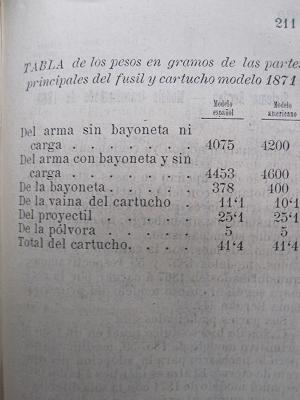 211
TABLA de los pesos en gramos de las partes
principales del fusil y cartucho modelo 1871
Modelo español Modelo americano
Del arma sin bayoneta ni
carga . . . . . . 4075 4200
Del arma con bayoneta y sin
carga . . . . . . 4453 4600
De la bayoneta. . . . . 378 400
De la vaina del cartucho . 11'1 10'1
Del proyectil . . . . . 25'1 25'1
De la pólvora . . . . . 5 5
Total del cartucho. . . . 41'4 41'4